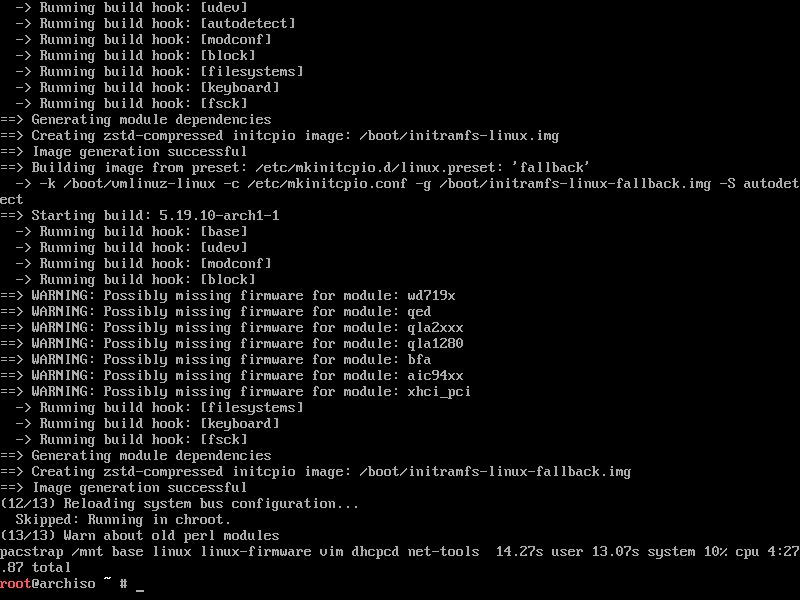 -> Running build hook: [udev]
-> Running build hook: [autodetect]
-> Running build hook: [modconf]
-> Running build hook: [block]
-> Running build hook: [filesystems]
-> Running build hook: [keyboard]
-> Running build hook: [fsck]
==> Generating module dependencies
==> Creating zstd-compressed initcpio image: /boot/initramfs-linux.img
==> Image generation successful
==> Building image from preset: /etc/mkinitcpio.d/linux.preset: 'fallback'
-> -k /boot/vmlinuz-linux -c /etc/mkinitcpio.conf -g /boot/initramfs-linux-fallback.img -S autodet
ect
==> Starting build: 5.19.10-arch1-1
-> Running build hook: [base]
-> Running build hook: [udev]
-> Running build hook: [modconf]
-> Running build hook: [block]
==> WARNING: Possibly missing firmware for module: wd719x
==> WARNING: Possibly missing firmware for module: qed
==> WARNING: Possibly missing firmware for module: qla2xxx
==> WARNING: Possibly missing firmware for module: qla1280
==> WARNING: Possibly missing firmware for module: bfa
==> WARNING: Possibly missing firmware for module: aic94xx
==> WARNING: Possibly missing firmware for module: xhci_pci
-> Running build hook: [filesystems]
-> Running build hook: [keyboard]
-> Running build hook: [fsck]
==> Generating module dependencies
==> Creating zstd-compressed initcpio image: /boot/initramfs-linux-fallback.img
==> Image generation successful
(12/13) Reloading system bus configuration...
Skipped: Running in chroot.
(13/13) Warn about old perl modules
pacstrap /mnt base linux linux-firmware vim dhcpcd net-tools  14.27s user 13.07s system 10% cpu 4:27
.87 total
root@archiso ~ # _